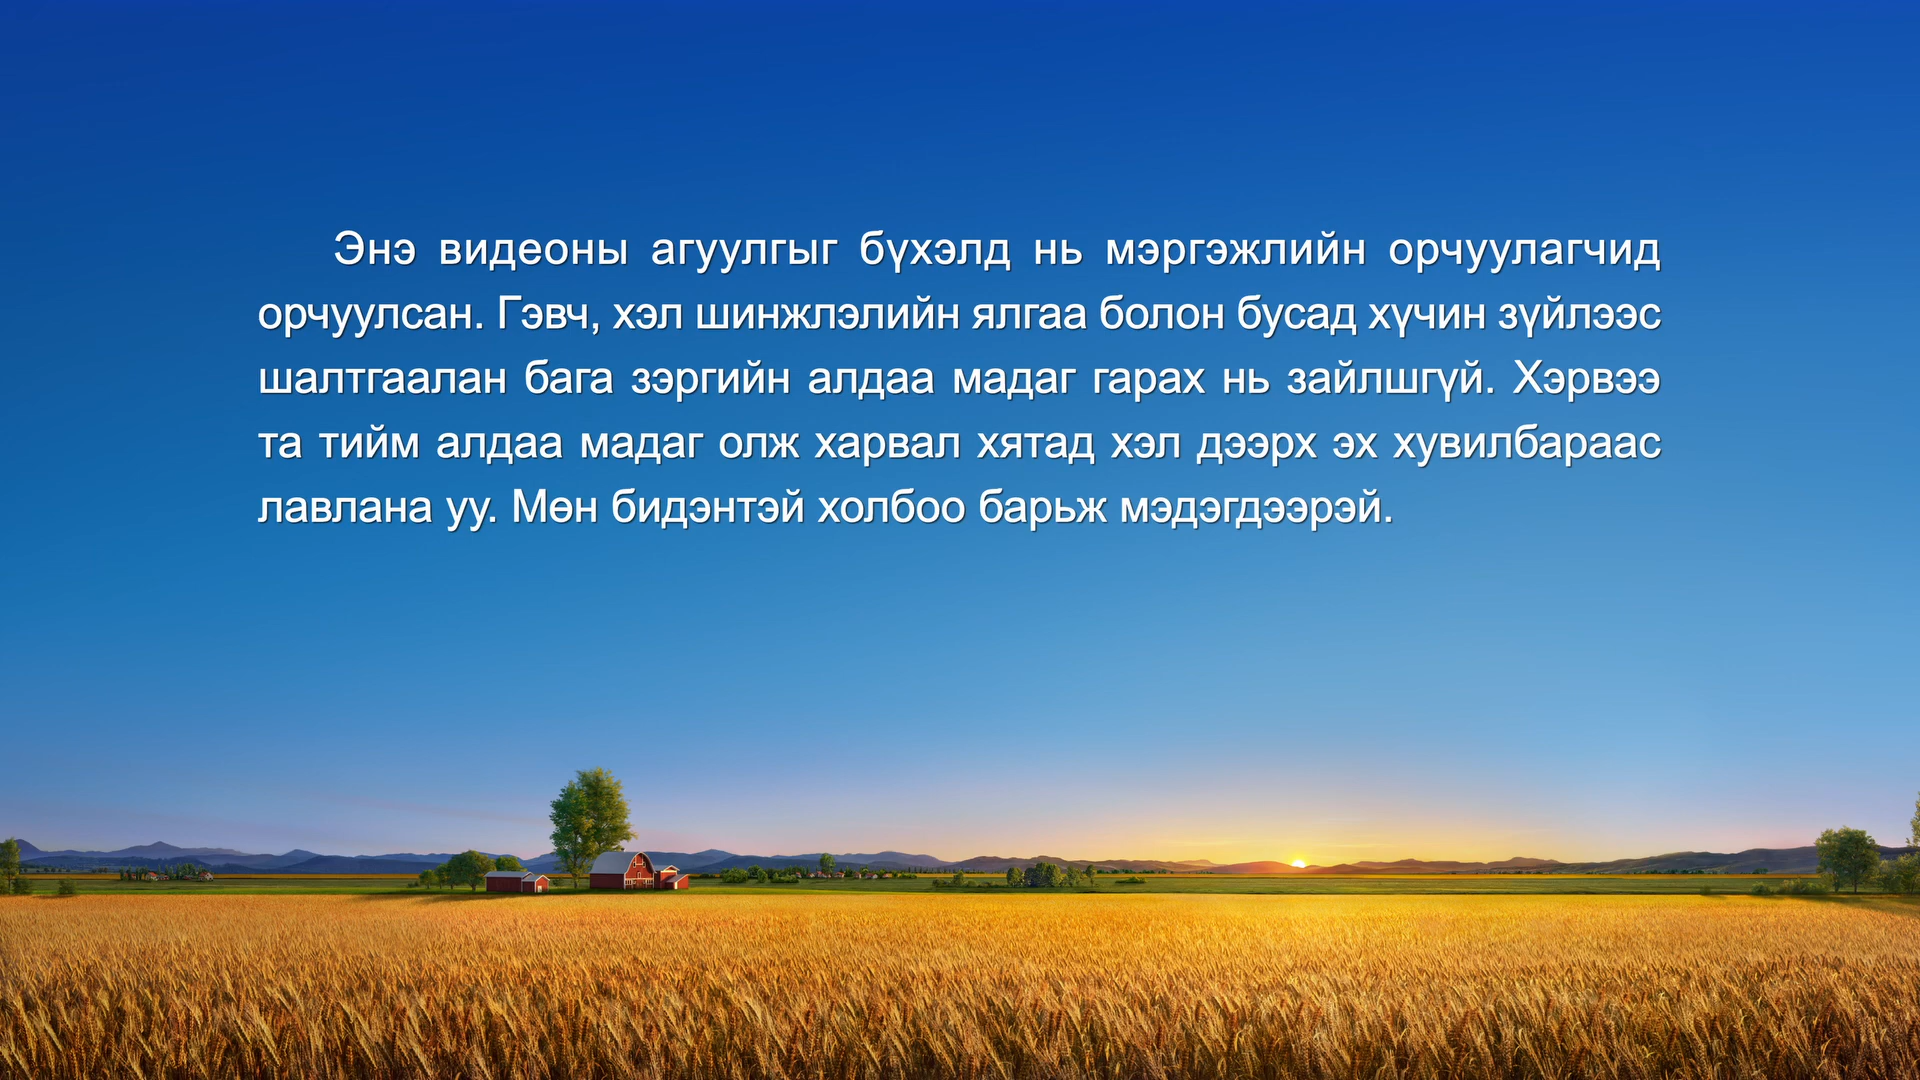 Энэ видеоны агуулгыг бүхэлд нь мэргэжлийн орчуулагчид
орчуулсан. Гэвч, хэл шинжлэлийн ялгаа болон бусад хүчин зүйлээс
шалтгаалан бага зэргийн алдаа мадаг гарах нь зайлшгүй. Хэрвээ
та тийм алдаа мадаг олж харвал хятад хэл дээрх эх хувилбараас
лавлана уу. Мөн бидэнтэй холбоо барьж мэдэгдээрэй.